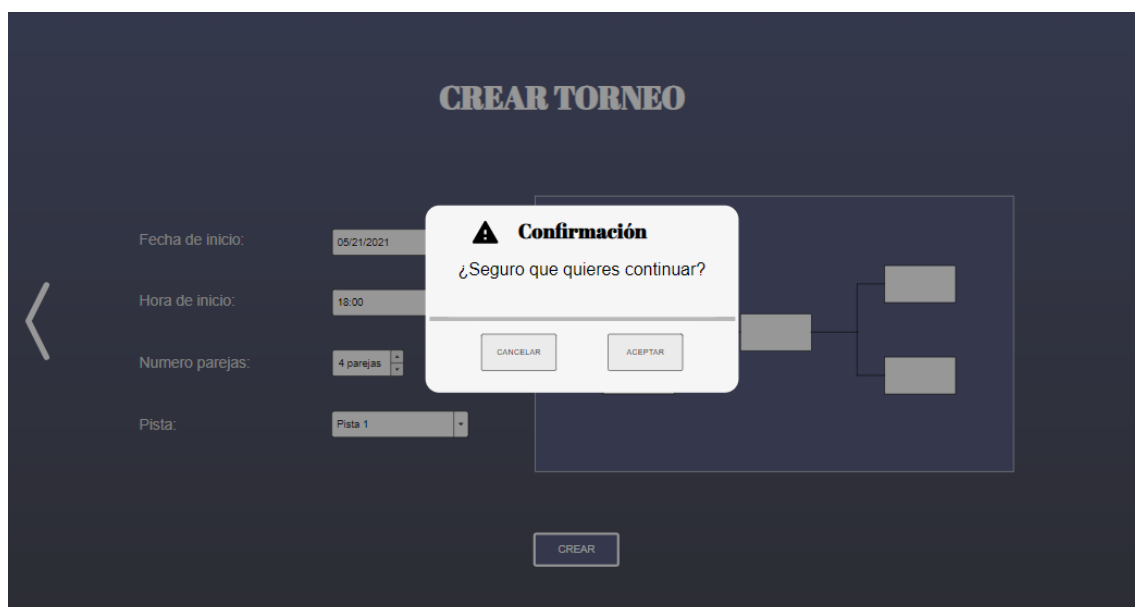 CREAR TORNEO
Confirmación
¿Seguro que quieres continuar?
CANCELAR ACEPTAR
Fecha de inicio: 05/21/2021
Hora de inicio: 18:00
Numero parejas: 4 parejas
Pista: Pista 1
CREAR